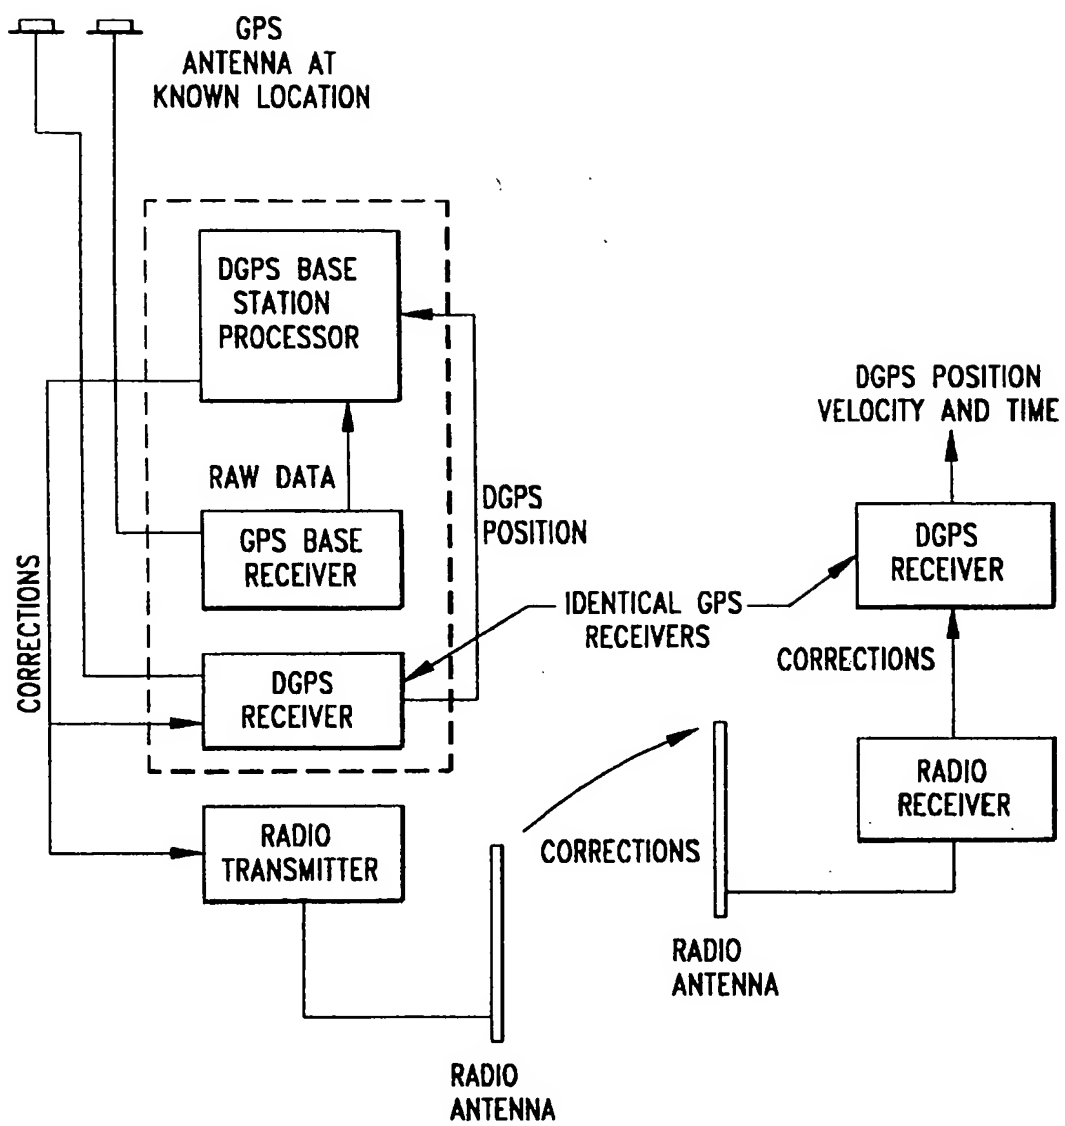 GPS
ANTENNA AT
KNOWN LOCATION
DGPS BASE
STATION
PROCESSOR
RAW DATA
GPS BASE
RECEIVER
DGPS
POSITION
CORRECTIONS
DGPS
RECEIVER
RADIO
TRANSMITTER
RADIO
ANTENNA
IDENTICAL GPS
RECEIVERS
CORRECTIONS
RADIO
ANTENNA
DGPS POSITION
VELOCITY AND TIME
DGPS
RECEIVER
CORRECTIONS
RADIO
RECEIVER